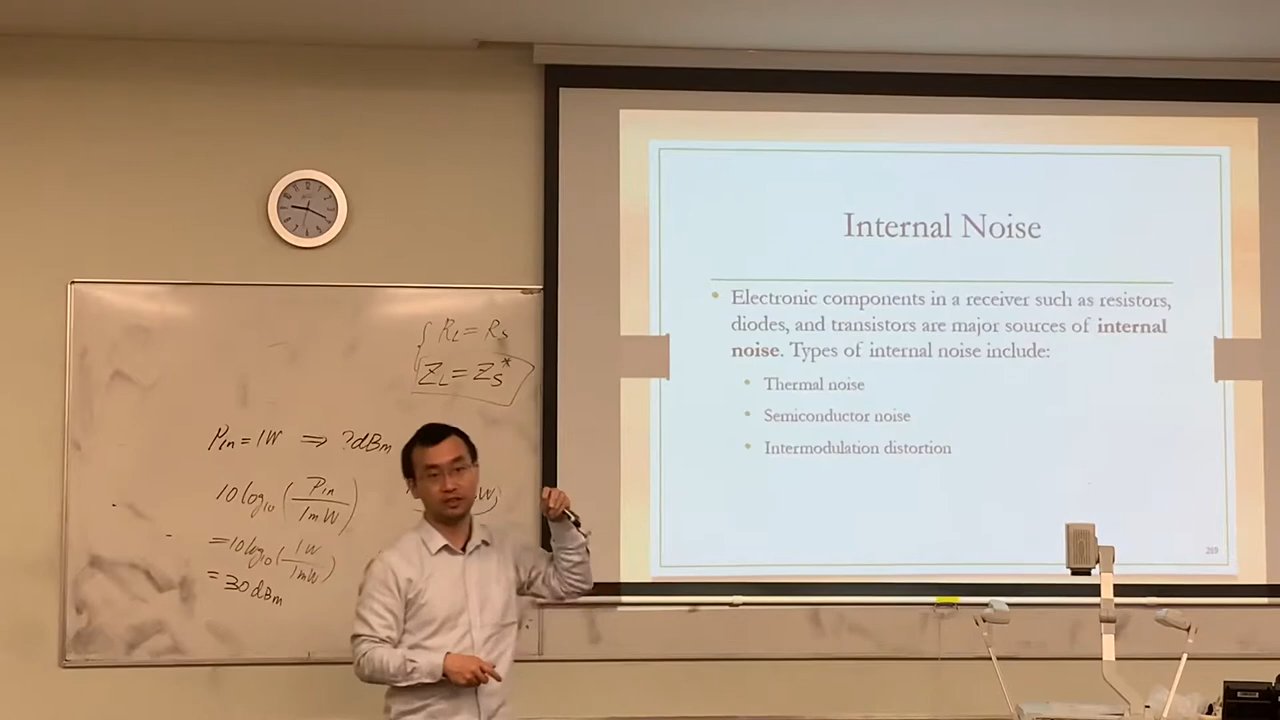 R_L = R_S
Z_L = Z_S*
P_in = 1W ⇒ ?dBm
10 log_10 (P_in / 1mW)
W)
= 10 log_10 (1W / 1mW)
= 30 dBm
Internal Noise
• Electronic components in a receiver such as resistors,
diodes, and transistors are major sources of internal
noise. Types of internal noise include:
• Thermal noise
• Semiconductor noise
• Intermodulation distortion